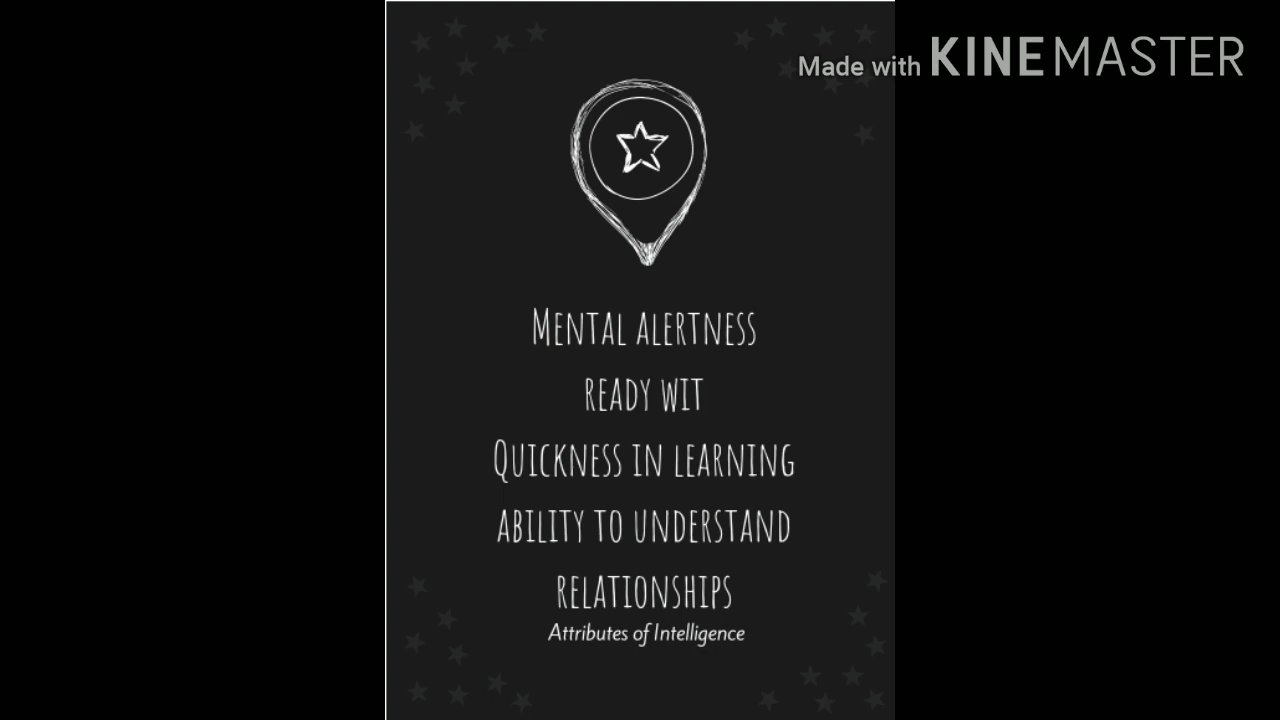 Made with KINEMASTER
Mental alertness
ready wit
Quickness in learning
ability to understand
relationships
Attributes of Intelligence